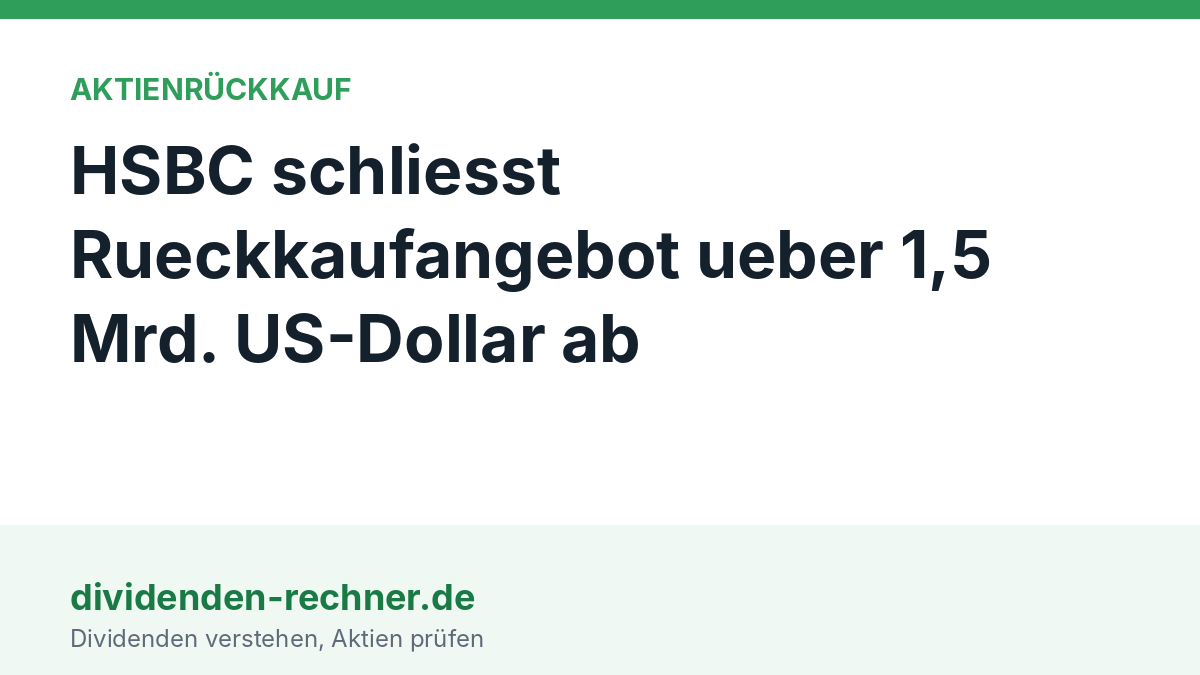 AKTIENRÜCKKAUF
HSBC schliesst
Rueckkaufangebot ueber 1,5
Mrd. US-Dollar ab
dividenden-rechner.de
Dividenden verstehen, Aktien prüfen